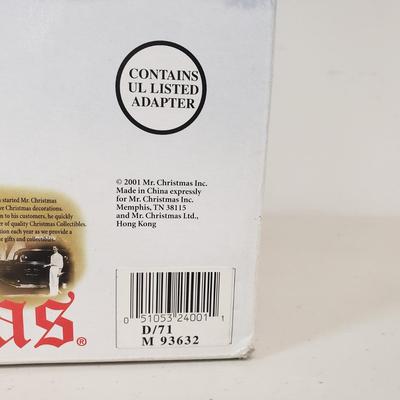 CONTAINS
UL LISTED
ADAPTER
© 2001 Mr. Christmas Inc.
Made in China expressly
for Mr. Christmas Inc.
Memphis, TN 38115
and Mr. Christmas Ltd.,
Hong Kong
started Mr. Christmas
Christmas decorations.
to his customers, he quickly
of quality Christmas Collectibles.
each year as we provide a
gifts and collectibles.
as®
0 51053 24001 1
D/71
M 93632